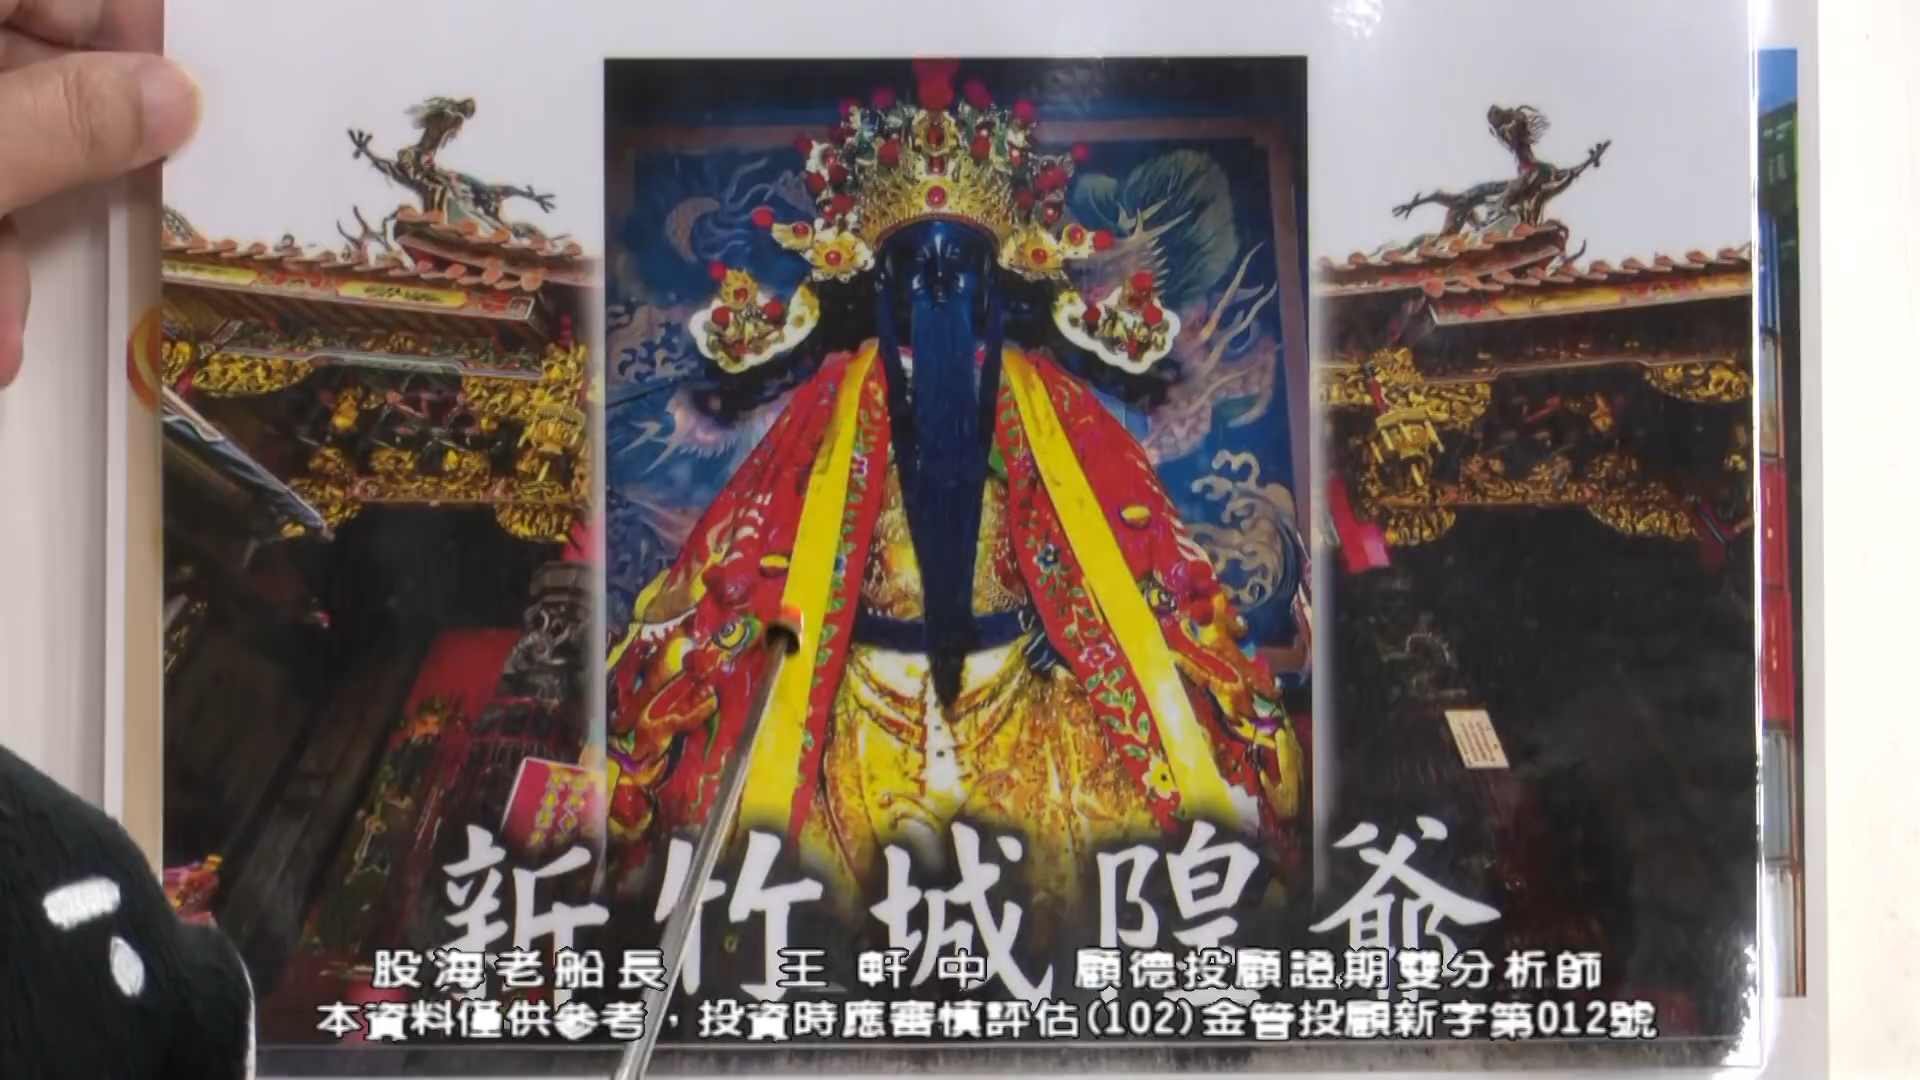 新竹城隍爺
股海老船長 王軒中 顧德投顧證期雙分析師
本資料僅供參考，投資時應審慎評估(102)金管投顧新字第012號